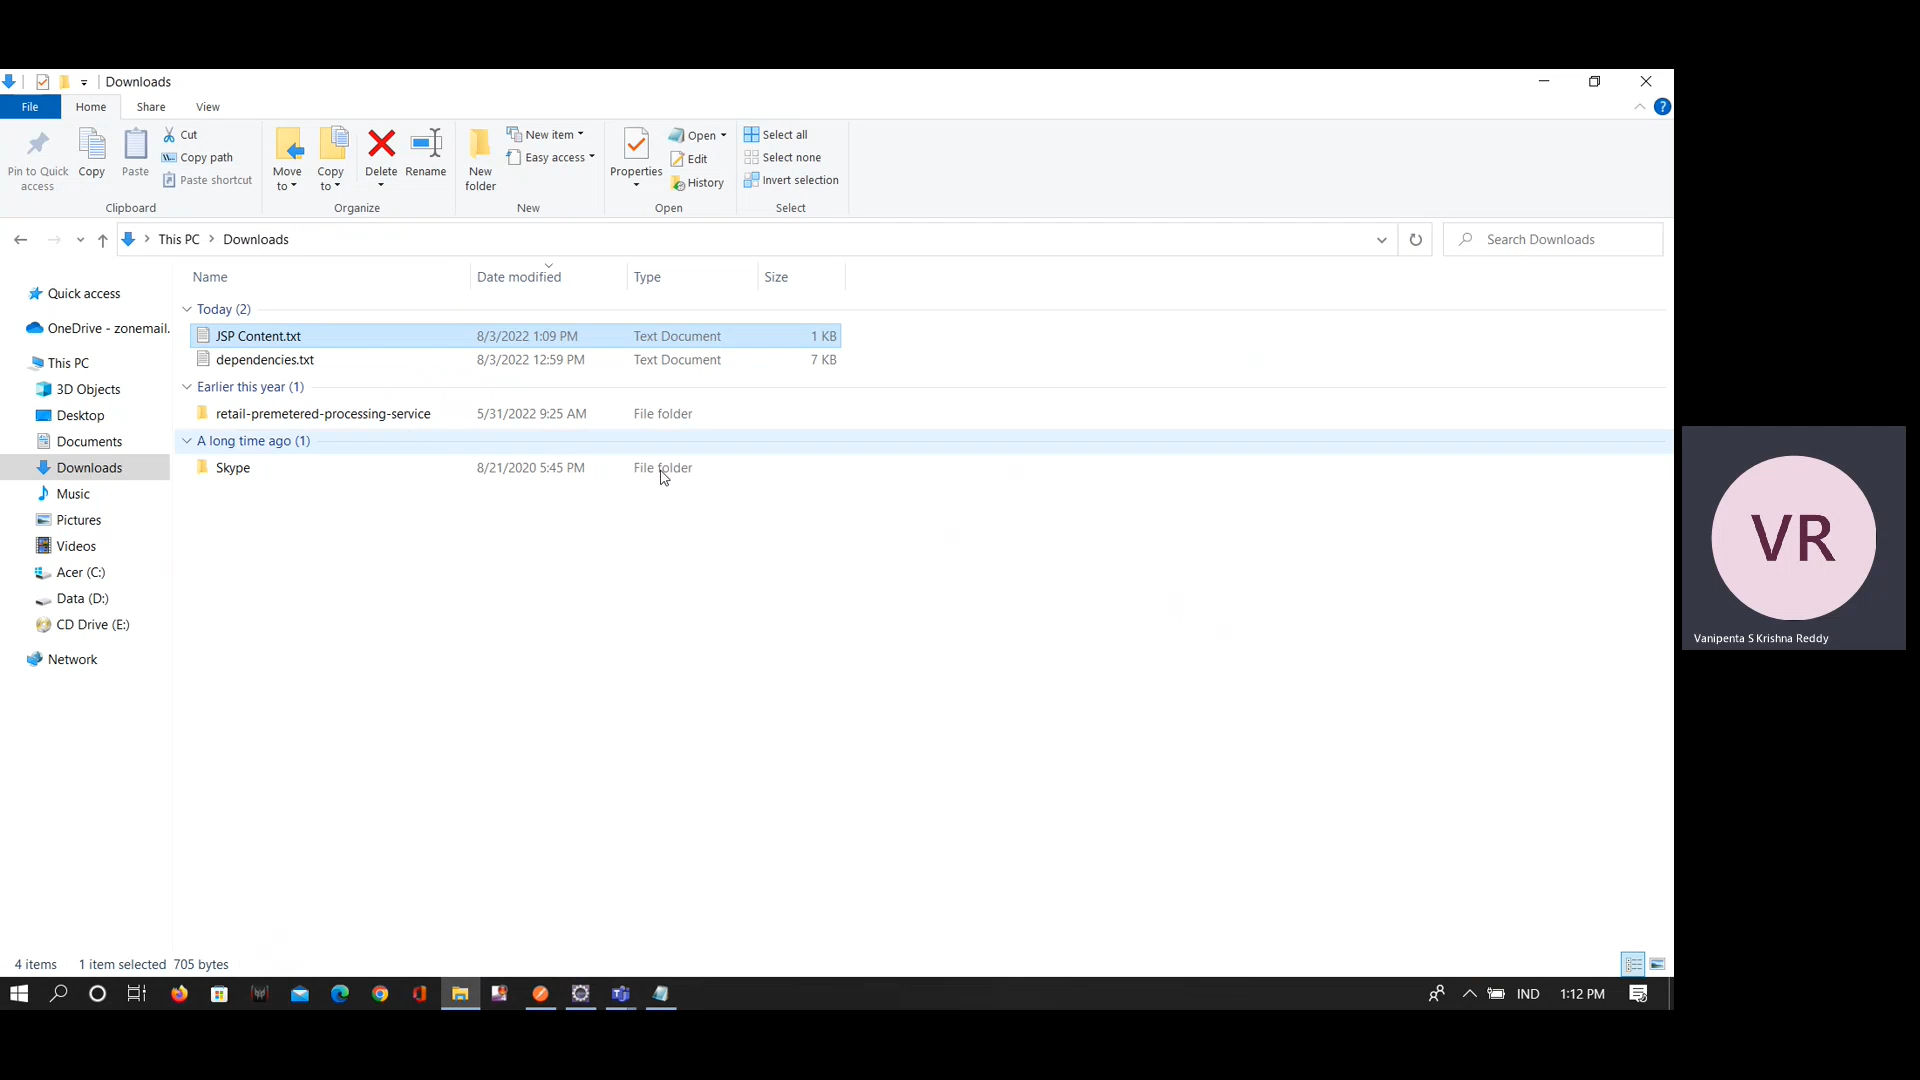 Downloads
File Home Share View ?
Pin to Quick access
Copy
Paste
Cut
Copy path
Paste shortcut
Clipboard
Move to
Copy to
Delete
Rename
Organize
New folder
New item
Easy access
New
Properties
Open
Edit
History
Open
Select all
Select none
Invert selection
Select
This PC Downloads
Search Downloads
Name Date modified Type Size
Quick access
OneDrive - zonemail.
This PC
3D Objects
Desktop
Documents
Downloads
Music
Pictures
Videos
Acer (C:)
Data (D:)
CD Drive (E:)
Network
Today (2)
JSP Content.txt 8/3/2022 1:09 PM Text Document 1 KB
dependencies.txt 8/3/2022 12:59 PM Text Document 7 KB
Earlier this year (1)
retail-premetered-processing-service 5/31/2022 9:25 AM File folder
A long time ago (1)
Skype 8/21/2020 5:45 PM File folder
VR
Vanipenta S Krishna Reddy
4 items 1 item selected 705 bytes
IND 1:12 PM